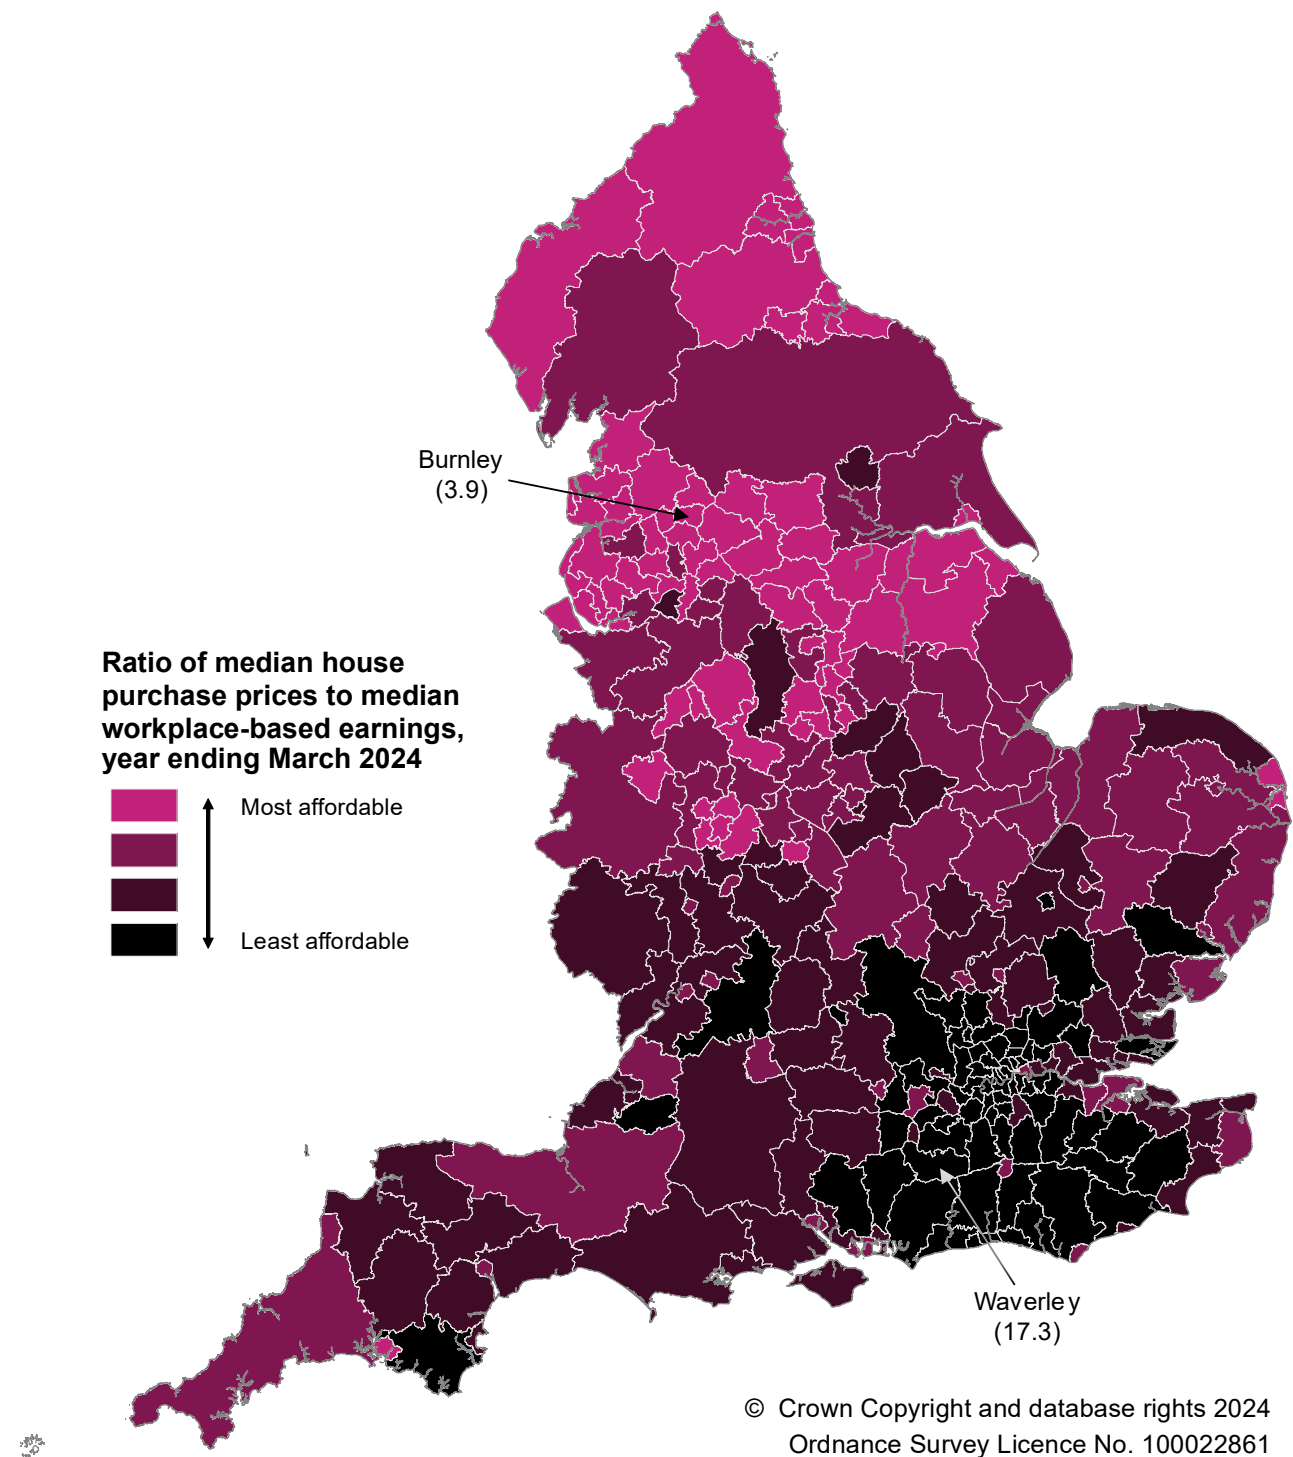 Burnley
(3.9)
Ratio of median house
purchase prices to median
workplace-based earnings,
year ending March 2024
Most affordable
Least affordable
Waverley
(17.3)
© Crown Copyright and database rights 2024
Ordnance Survey Licence No. 100022861